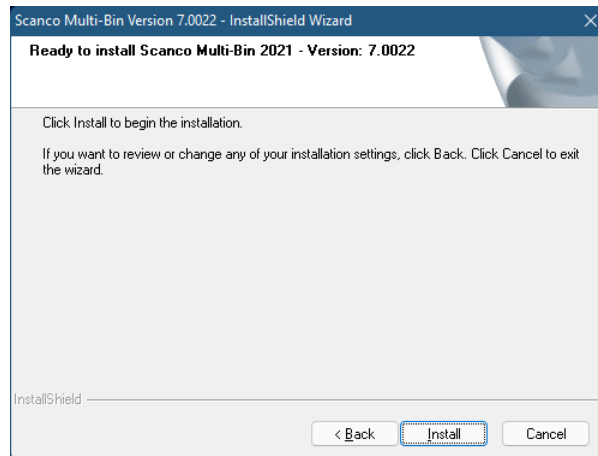 Scanco Multi-Bin Version 7.0022 - InstallShield Wizard
Ready to install Scanco Multi-Bin 2021 - Version: 7.0022
Click Install to begin the installation.
If you want to review or change any of your installation settings, click Back. Click Cancel to exit
the wizard.
InstallShield
< Back
Install
Cancel